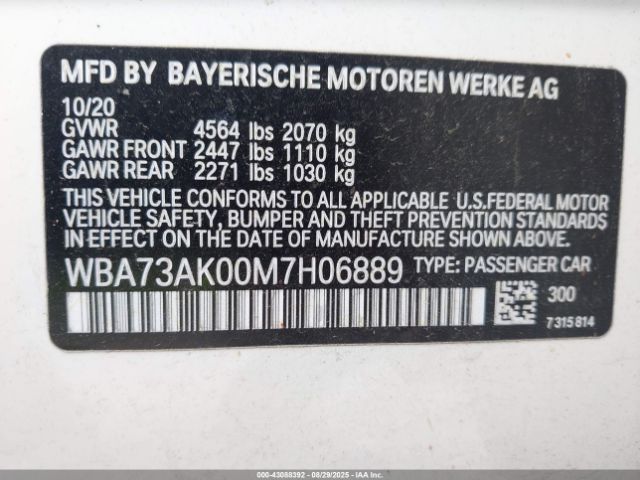 MFD BY BAYERISCHE MOTOREN WERKE AG
10/20
GVWR 4564 lbs 2070 kg
GAWR FRONT 2447 lbs 1110 kg
GAWR REAR 2271 lbs 1030 kg
THIS VEHICLE CONFORMS TO ALL APPLICABLE U.S.FEDERAL MOTOR
VEHICLE SAFETY, BUMPER AND THEFT PREVENTION STANDARDS
IN EFFECT ON THE DATE OF MANUFACTURE SHOWN ABOVE.
WBA73AK00M7H06889 TYPE: PASSENGER CAR
300
7315814
000-43088392 - 08/29/2025 - IAAI.COM